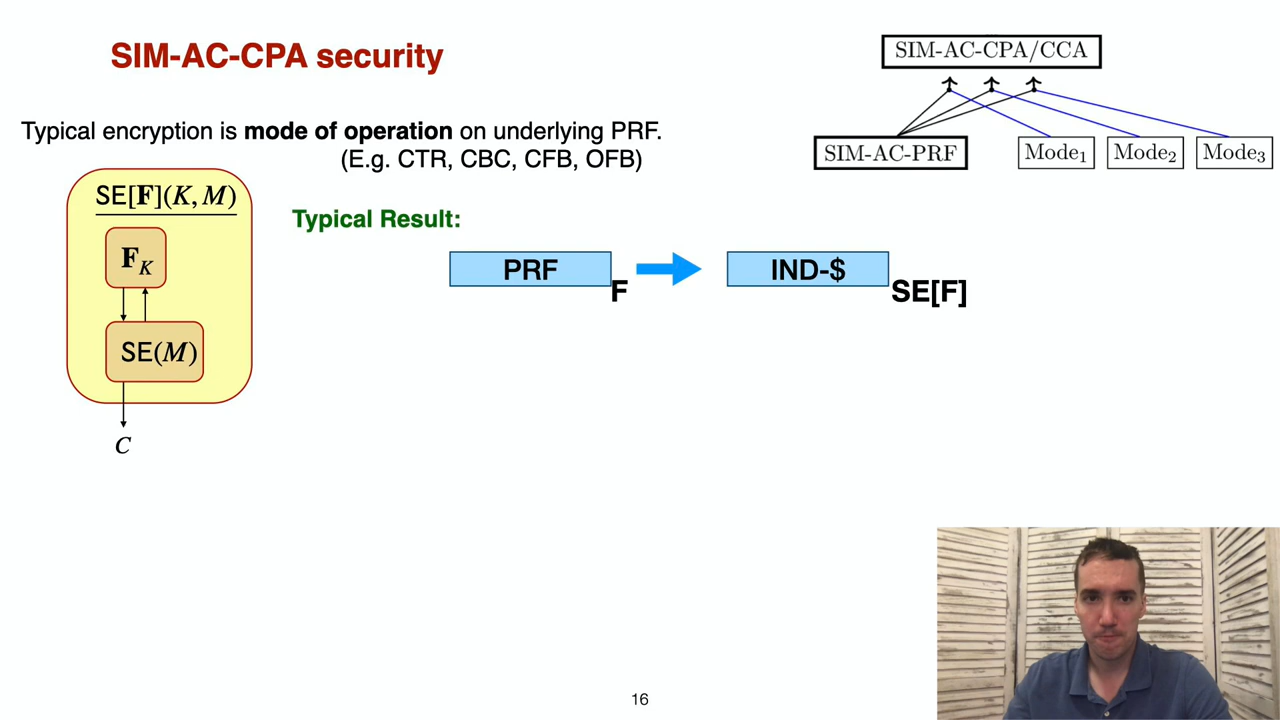 SIM-AC-CPA security
SIM-AC-CPA/CCA
SIM-AC-PRF
Mode₁
Mode₂
Mode₃
Typical encryption is mode of operation on underlying PRF.
(E.g. CTR, CBC, CFB, OFB)
SE[F](K, M)
F_K
SE(M)
C
Typical Result:
PRF
F
IND-$
SE[F]
16